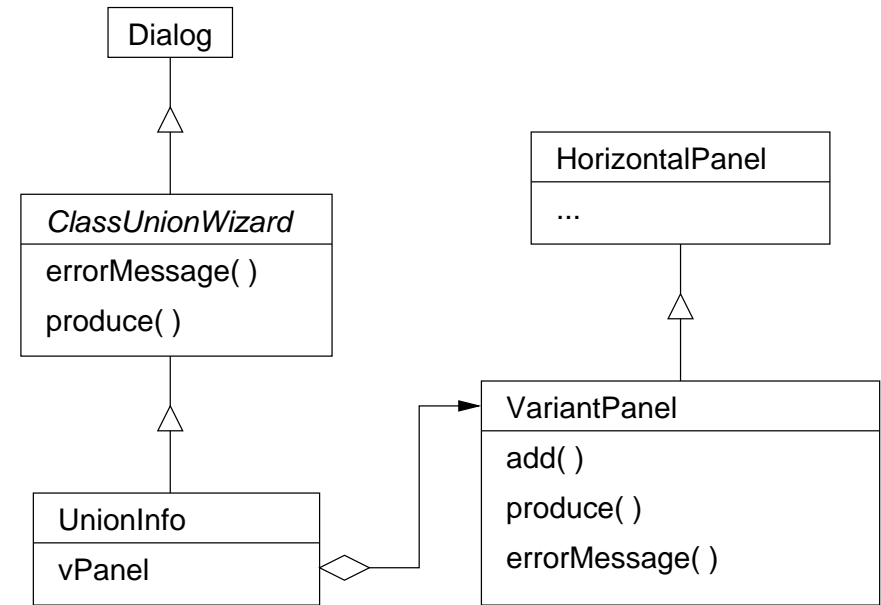 Dialog
ClassUnionWizard
errorMessage( )
produce( )
UnionInfo
vPanel
HorizontalPanel
...
VariantPanel
add( )
produce( )
errorMessage( )